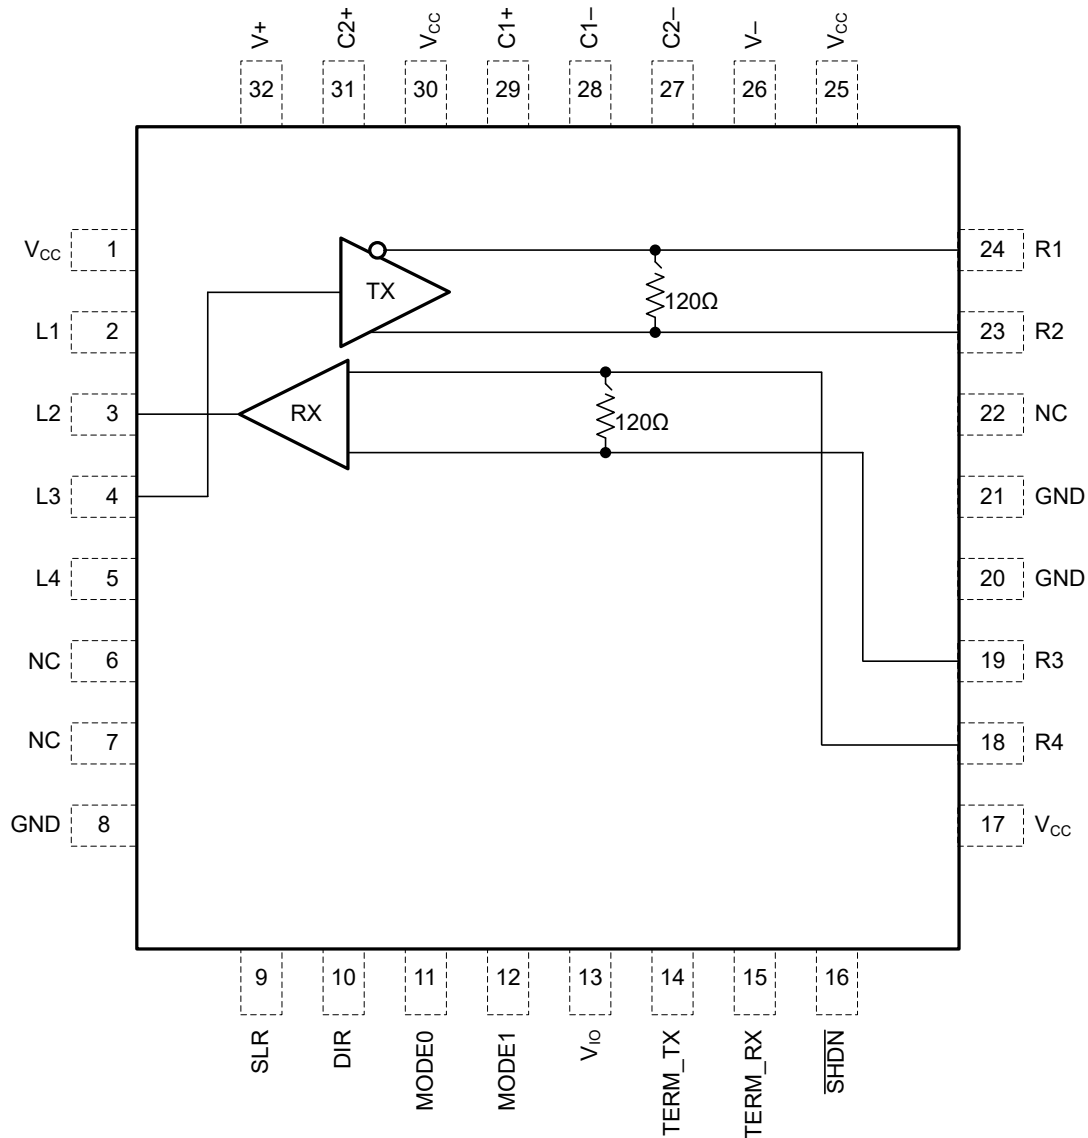 V+
C2+
VCC
C1+
C1–
C2–
V–
VCC
32
31
30
29
28
27
26
25
VCC 1
L1 2
L2 3
L3 4
L4 5
NC 6
NC 7
GND 8
TX
120Ω
RX
120Ω
24 R1
23 R2
22 NC
21 GND
20 GND
19 R3
18 R4
17 VCC
9
10
11
12
13
14
15
16
SLR
DIR
MODE0
MODE1
VIO
TERM_TX
TERM_RX
SHDN